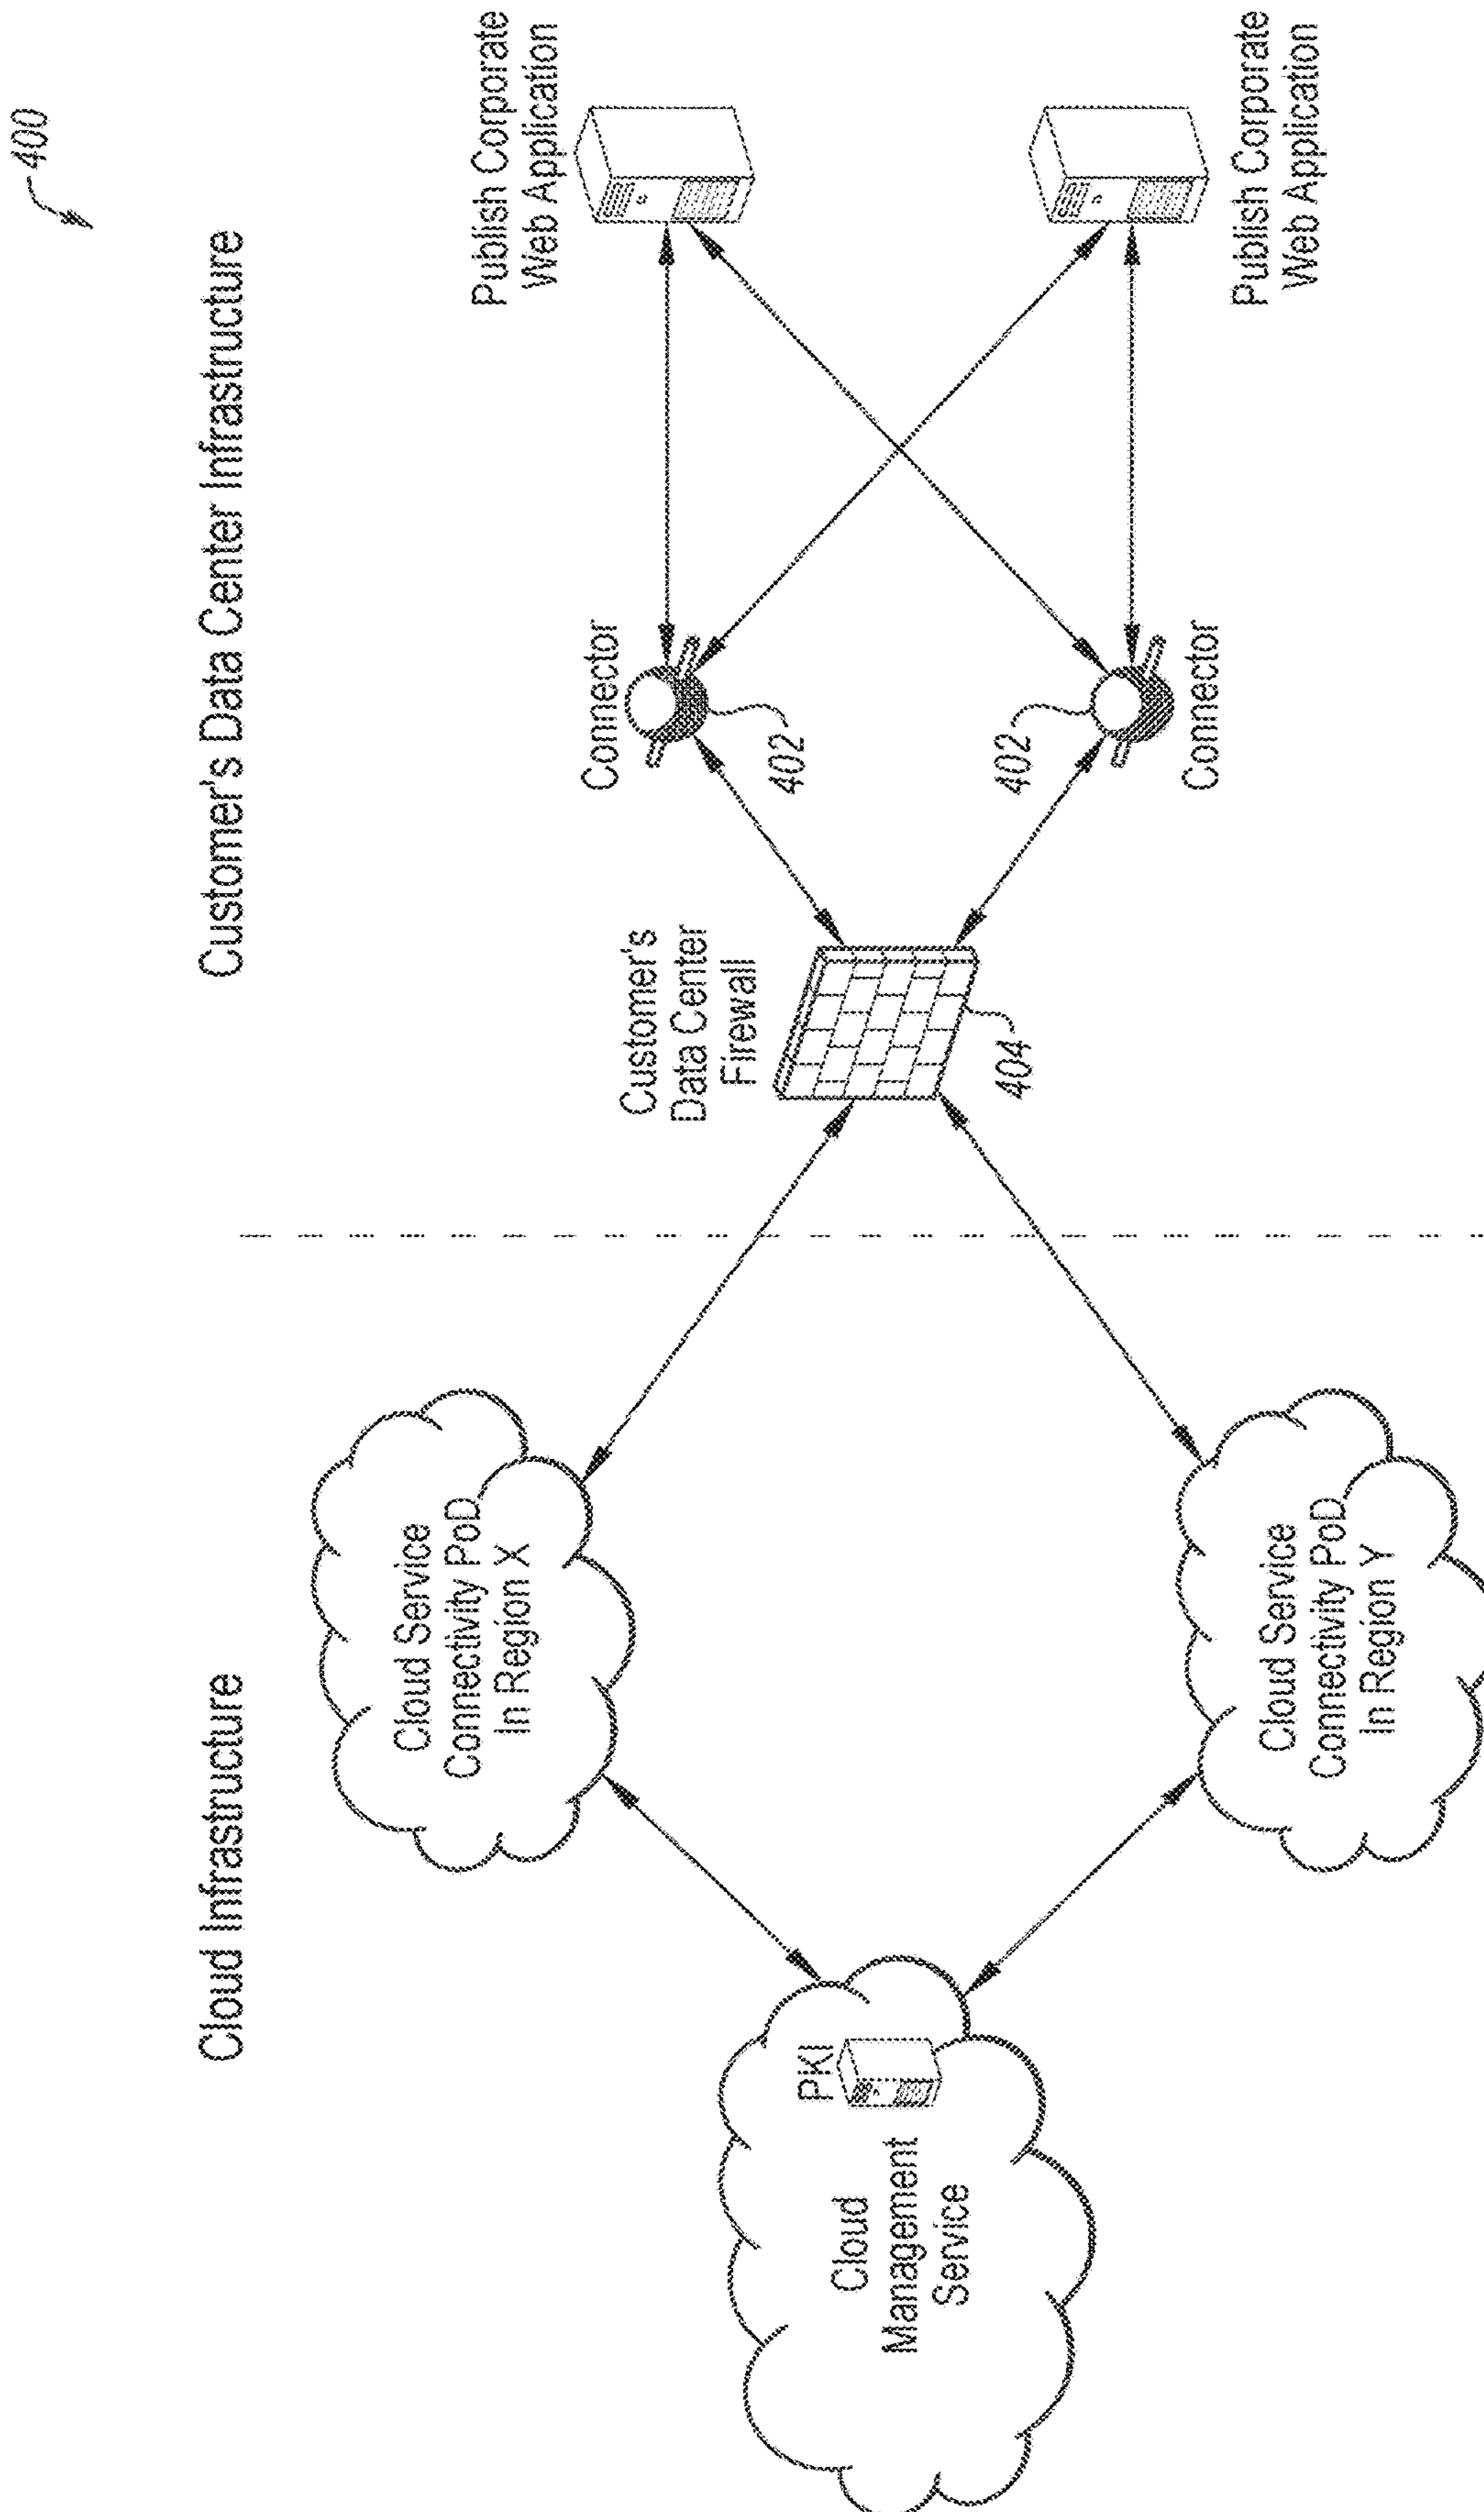 400
Cloud Infrastructure
Customer's Data Center Infrastructure
Cloud Service
Connectivity PoD
In Region X
Publish Corporate
Web Application
Connector
402
Customer's
Data Center
Firewall
404
PKI
Cloud
Management
Service
402
Connector
Cloud Service
Connectivity PoD
In Region Y
Publish Corporate
Web Application